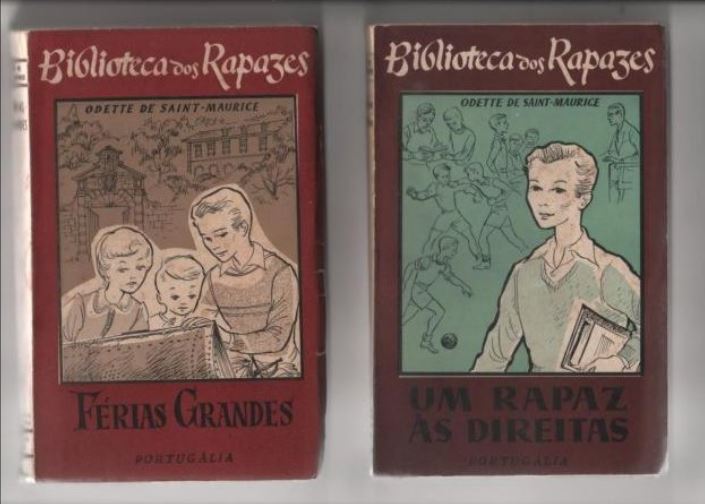 Biblioteca dos Rapazes
ODETTE DE SAINT-MAURICE
FÉRIAS GRANDES
PORTUGÁLIA
Biblioteca dos Rapazes
ODETTE DE SAINT-MAURICE
UM RAPAZ
ÀS DIREITAS
PORTUGÁLIA